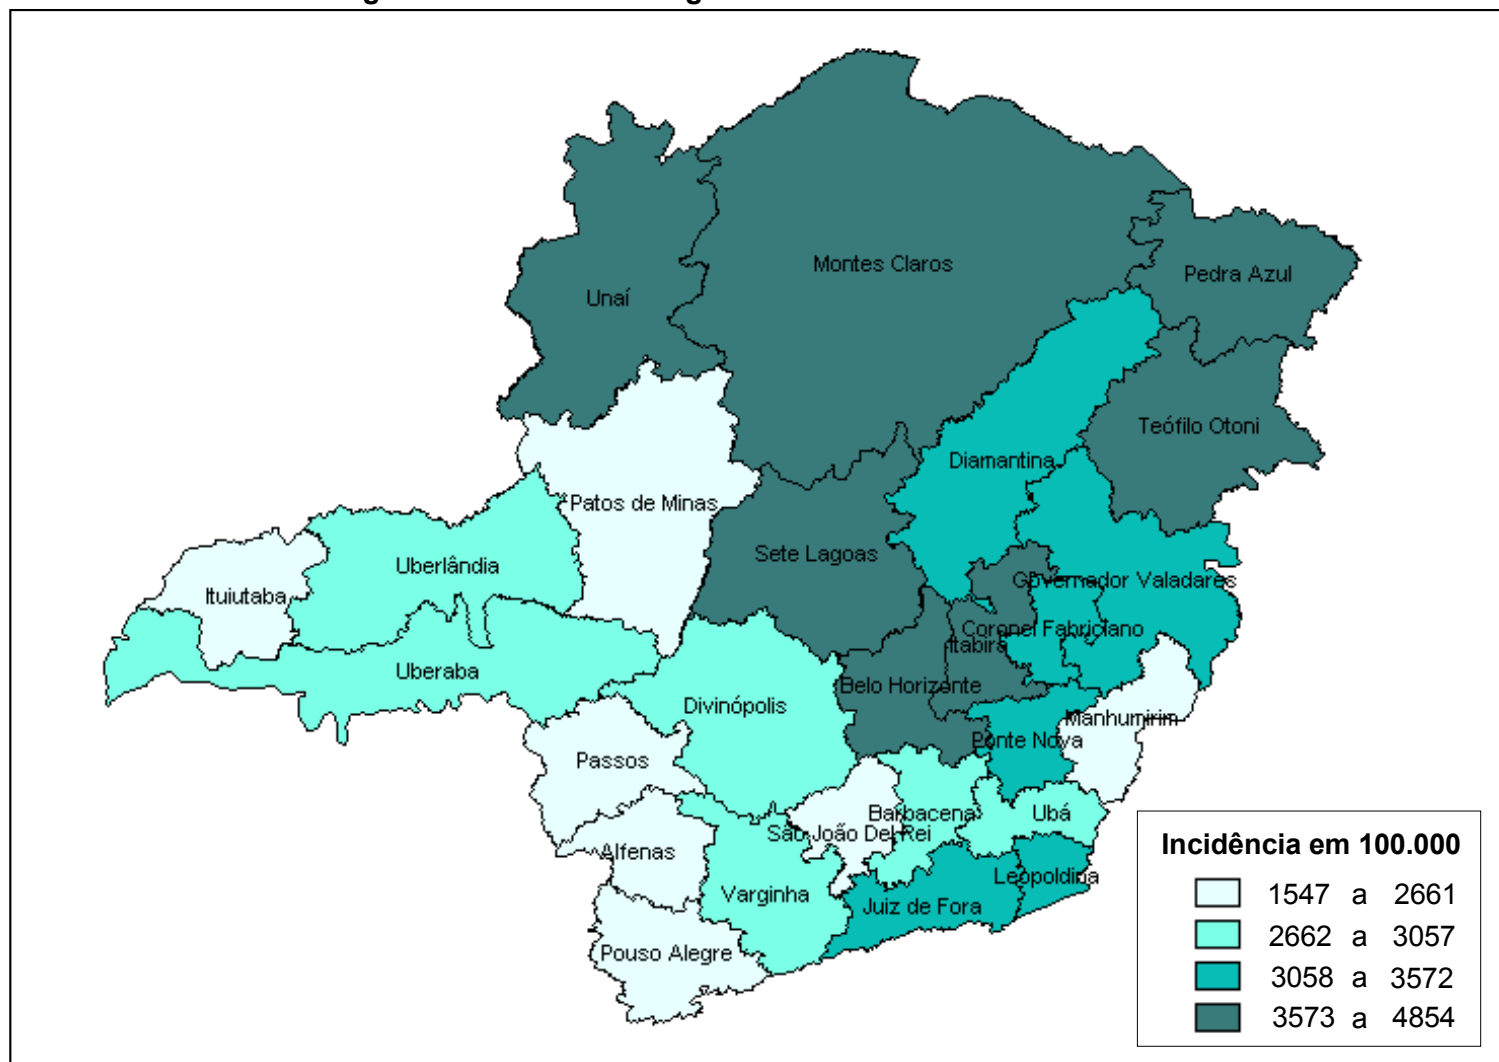 Montes Claros
Pedra Azul
Unaí
Teófilo Otoni
Diamantina
Patos de Minas
Sete Lagoas
Uberlândia
Governador Valadares
Ituiutaba
Coronel Fabriciano
Itabira
Uberaba
Belo Horizonte
Divinópolis
Manhumirim
Ponte Nova
Passos
Barbacena
Ubá
São João Del Rei
Alfenas
Leopoldina
Varginha
Juiz de Fora
Pouso Alegre
Incidência em 100.000
1547 a 2661
2662 a 3057
3058 a 3572
3573 a 4854